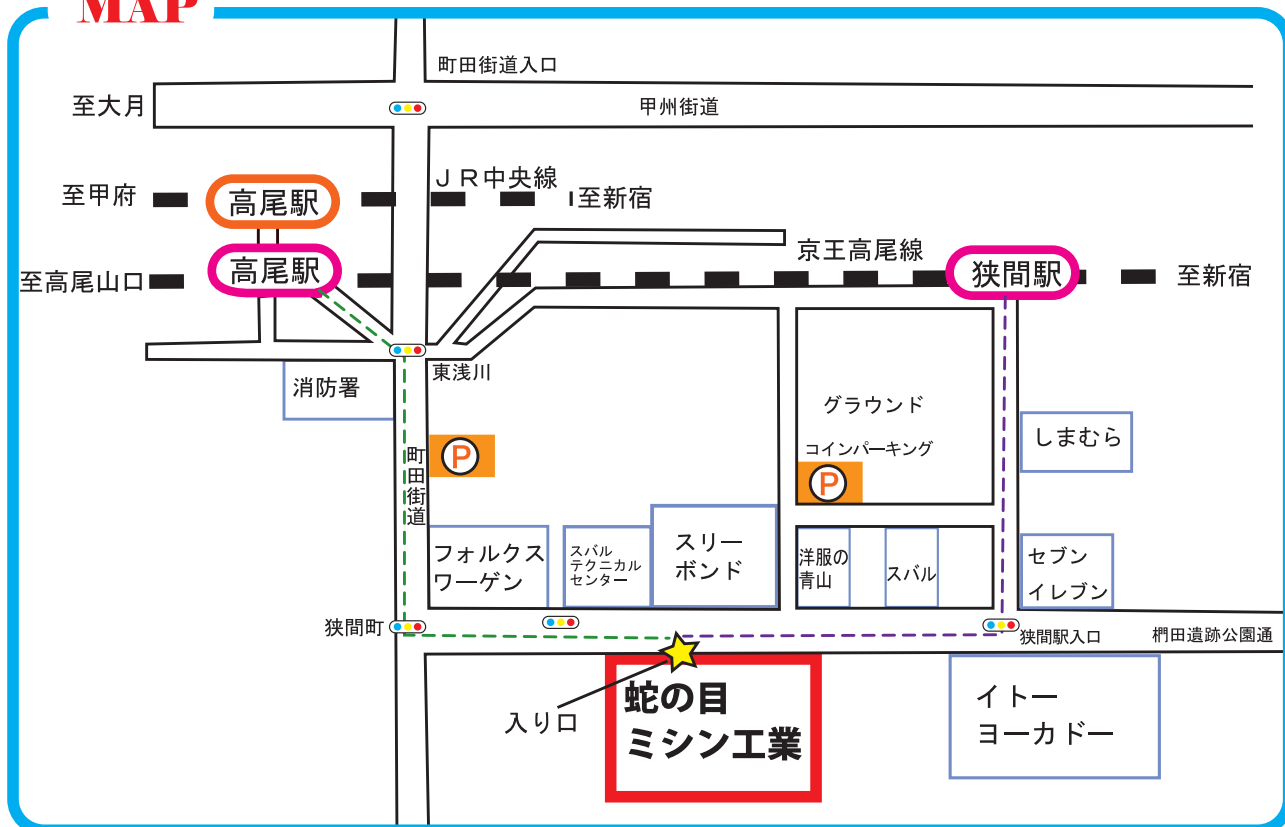 MAP
町田街道入口
至大月
甲州街道
至甲府
高尾駅
JR中央線
至新宿
至高尾山口
高尾駅
京王高尾線
狭間駅
至新宿
東浅川
消防署
グラウンド
コインパーキング
P
しまむら
町田街道
P
フォルクス
ワーゲン
スバル
テクニカル
センター
スリー
ボンド
洋服の
青山
スバル
セブン
イレブン
狭間町
狭間駅入口
椚田遺跡公園通
入り口
蛇の目
ミシン工業
イトー
ヨーカドー